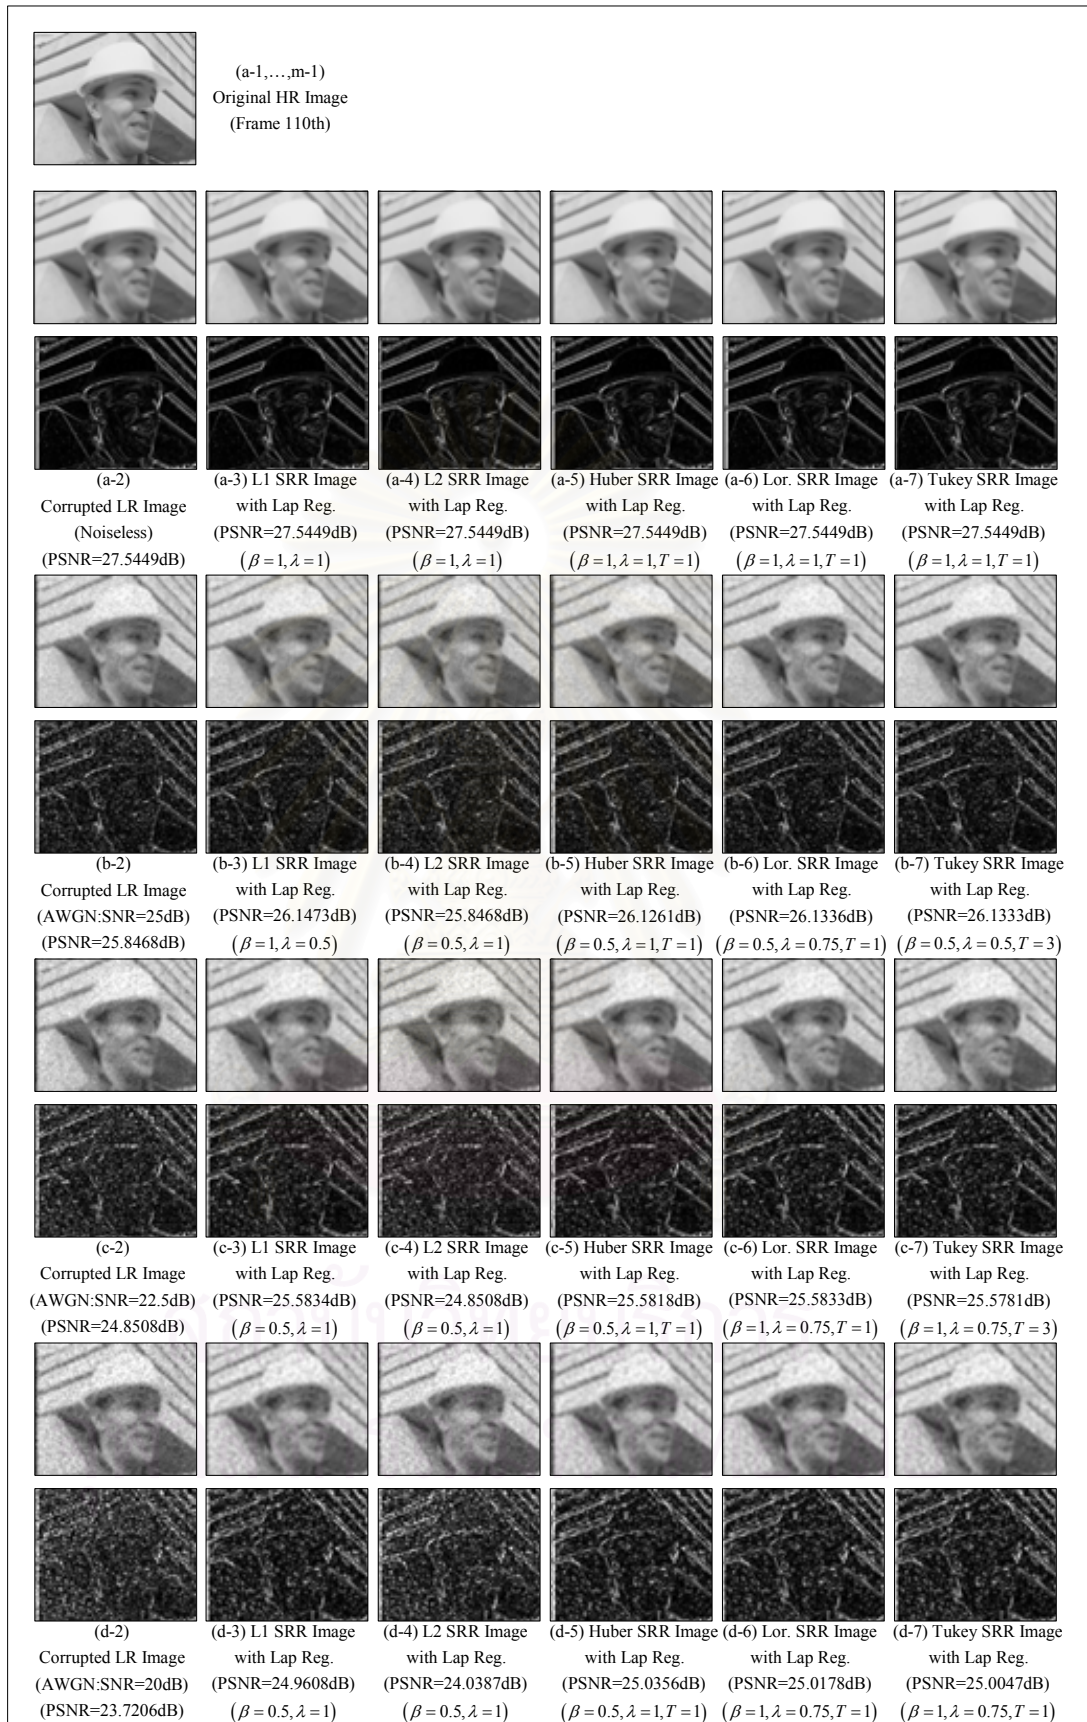 (a-1,…,m-1)
Original HR Image
(Frame 110th)
(a-2)
Corrupted LR Image
(Noiseless)
(PSNR=27.5449dB)
(a-3) L1 SRR Image
with Lap Reg.
(PSNR=27.5449dB)
(β=1,λ=1)
(a-4) L2 SRR Image
with Lap Reg.
(PSNR=27.5449dB)
(β=1,λ=1)
(a-5) Huber SRR Image
with Lap Reg.
(PSNR=27.5449dB)
(β=1,λ=1,T=1)
(a-6) Lor. SRR Image
with Lap Reg.
(PSNR=27.5449dB)
(β=1,λ=1,T=1)
(a-7) Tukey SRR Image
with Lap Reg.
(PSNR=27.5449dB)
(β=1,λ=1,T=1)
(b-2)
Corrupted LR Image
(AWGN:SNR=25dB)
(PSNR=25.8468dB)
(b-3) L1 SRR Image
with Lap Reg.
(PSNR=26.1473dB)
(β=1,λ=0.5)
(b-4) L2 SRR Image
with Lap Reg.
(PSNR=25.8468dB)
(β=0.5,λ=1)
(b-5) Huber SRR Image
with Lap Reg.
(PSNR=26.1261dB)
(β=0.5,λ=1,T=1)
(b-6) Lor. SRR Image
with Lap Reg.
(PSNR=26.1336dB)
(β=0.5,λ=0.75,T=1)
(b-7) Tukey SRR Image
with Lap Reg.
(PSNR=26.1333dB)
(β=0.5,λ=0.5,T=3)
(c-2)
Corrupted LR Image
(AWGN:SNR=22.5dB)
(PSNR=24.8508dB)
(c-3) L1 SRR Image
with Lap Reg.
(PSNR=25.5834dB)
(β=0.5,λ=1)
(c-4) L2 SRR Image
with Lap Reg.
(PSNR=24.8508dB)
(β=0.5,λ=1)
(c-5) Huber SRR Image
with Lap Reg.
(PSNR=25.5818dB)
(β=0.5,λ=1,T=1)
(c-6) Lor. SRR Image
with Lap Reg.
(PSNR=25.5833dB)
(β=1,λ=0.75,T=1)
(c-7) Tukey SRR Image
with Lap Reg.
(PSNR=25.5781dB)
(β=1,λ=0.75,T=3)
(d-2)
Corrupted LR Image
(AWGN:SNR=20dB)
(PSNR=23.7206dB)
(d-3) L1 SRR Image
with Lap Reg.
(PSNR=24.9608dB)
(β=0.5,λ=1)
(d-4) L2 SRR Image
with Lap Reg.
(PSNR=24.0387dB)
(β=0.5,λ=1)
(d-5) Huber SRR Image
with Lap Reg.
(PSNR=25.0356dB)
(β=0.5,λ=1,T=1)
(d-6) Lor. SRR Image
with Lap Reg.
(PSNR=25.0178dB)
(β=1,λ=0.75,T=1)
(d-7) Tukey SRR Image
with Lap Reg.
(PSNR=25.0047dB)
(β=1,λ=0.75,T=1)